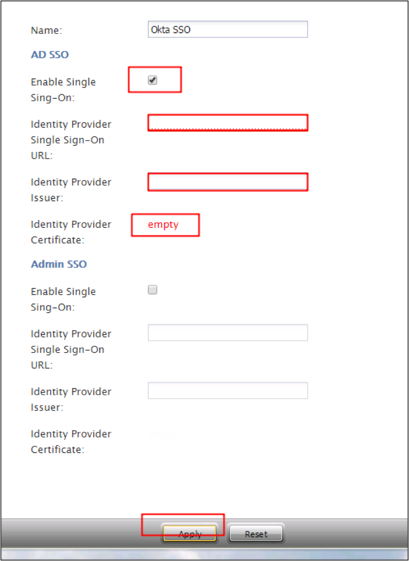 Name: Okta SSO
AD SSO
Enable Single
Sing-On:
Identity Provider
Single Sign-On
URL:
Identity Provider
Issuer:
Identity Provider empty
Certificate:
Admin SSO
Enable Single
Sing-On:
Identity Provider
Single Sign-On
URL:
Identity Provider
Issuer:
Identity Provider
Certificate:
Apply Reset